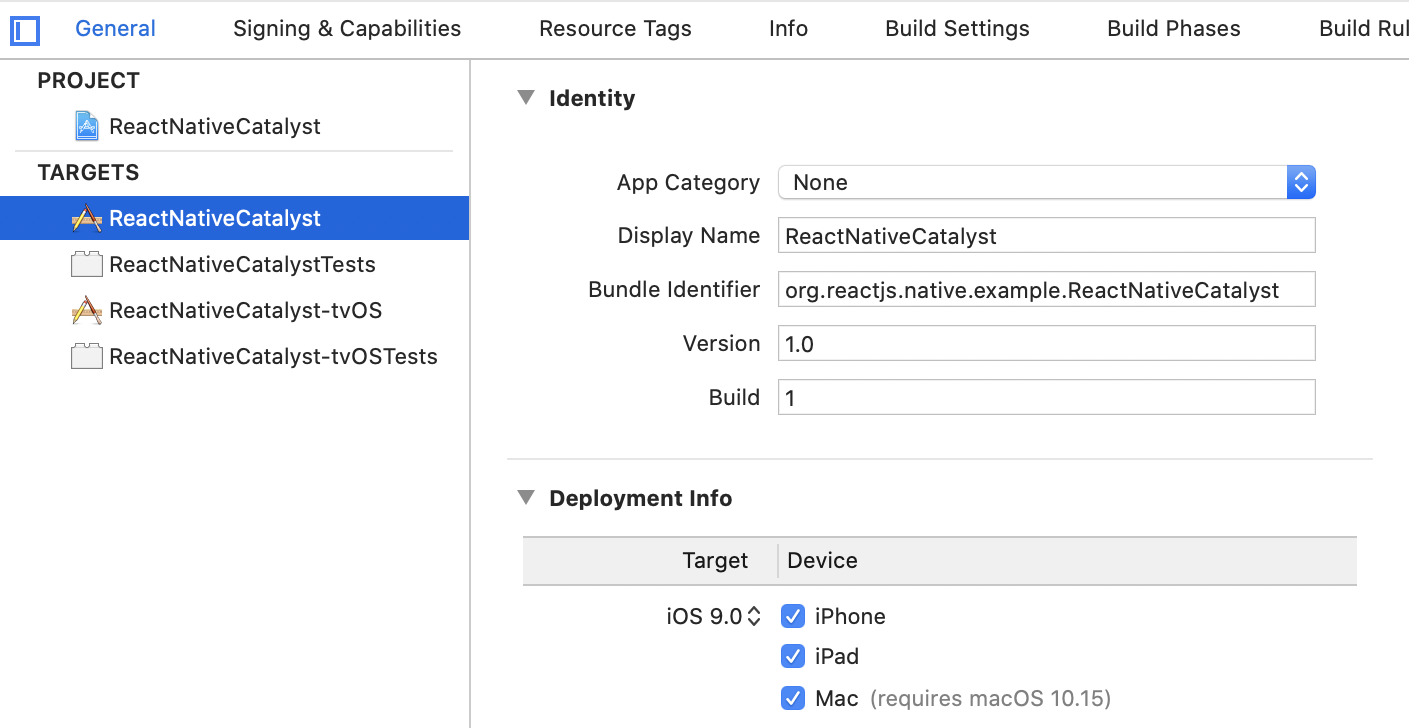 General Signing & Capabilities Resource Tags Info Build Settings Build Phases Build Rul
PROJECT
ReactNativeCatalyst
TARGETS
ReactNativeCatalyst
ReactNativeCatalystTests
ReactNativeCatalyst-tvOS
ReactNativeCatalyst-tvOSTests
Identity
App Category None
Display Name ReactNativeCatalyst
Bundle Identifier org.reactjs.native.example.ReactNativeCatalyst
Version 1.0
Build 1
Deployment Info
Target Device
iOS 9.0 iPhone
iPad
Mac (requires macOS 10.15)